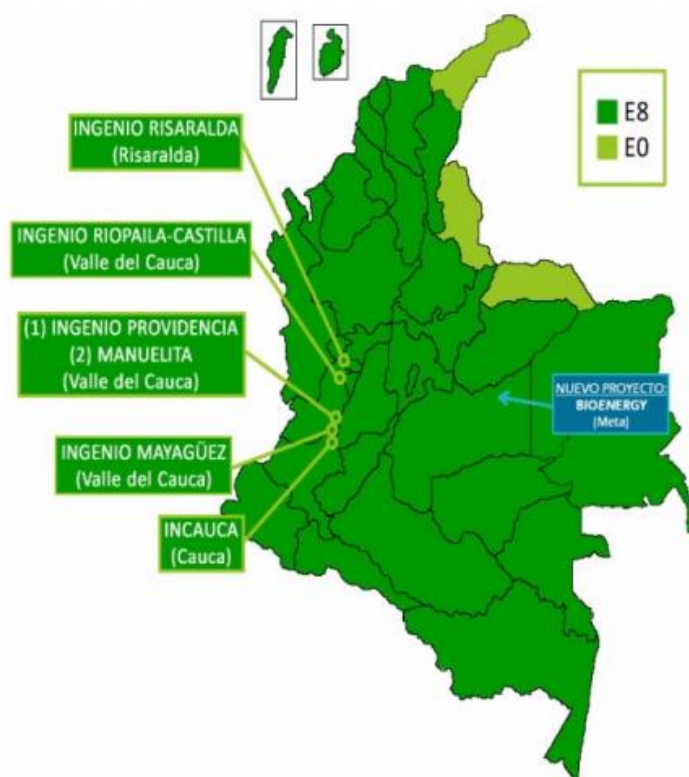 E8
E0
INGENIO RISARALDA
(Risaralda)
INGENIO RIOPAILA-CASTILLA
(Valle del Cauca)
(1) INGENIO PROVIDENCIA
(2) MANUELITA
(Valle del Cauca)
NUEVO PROYECTO:
BIOENERGY
(Meta)
INGENIO MAYAGÜEZ
(Valle del Cauca)
INCAUCA
(Cauca)